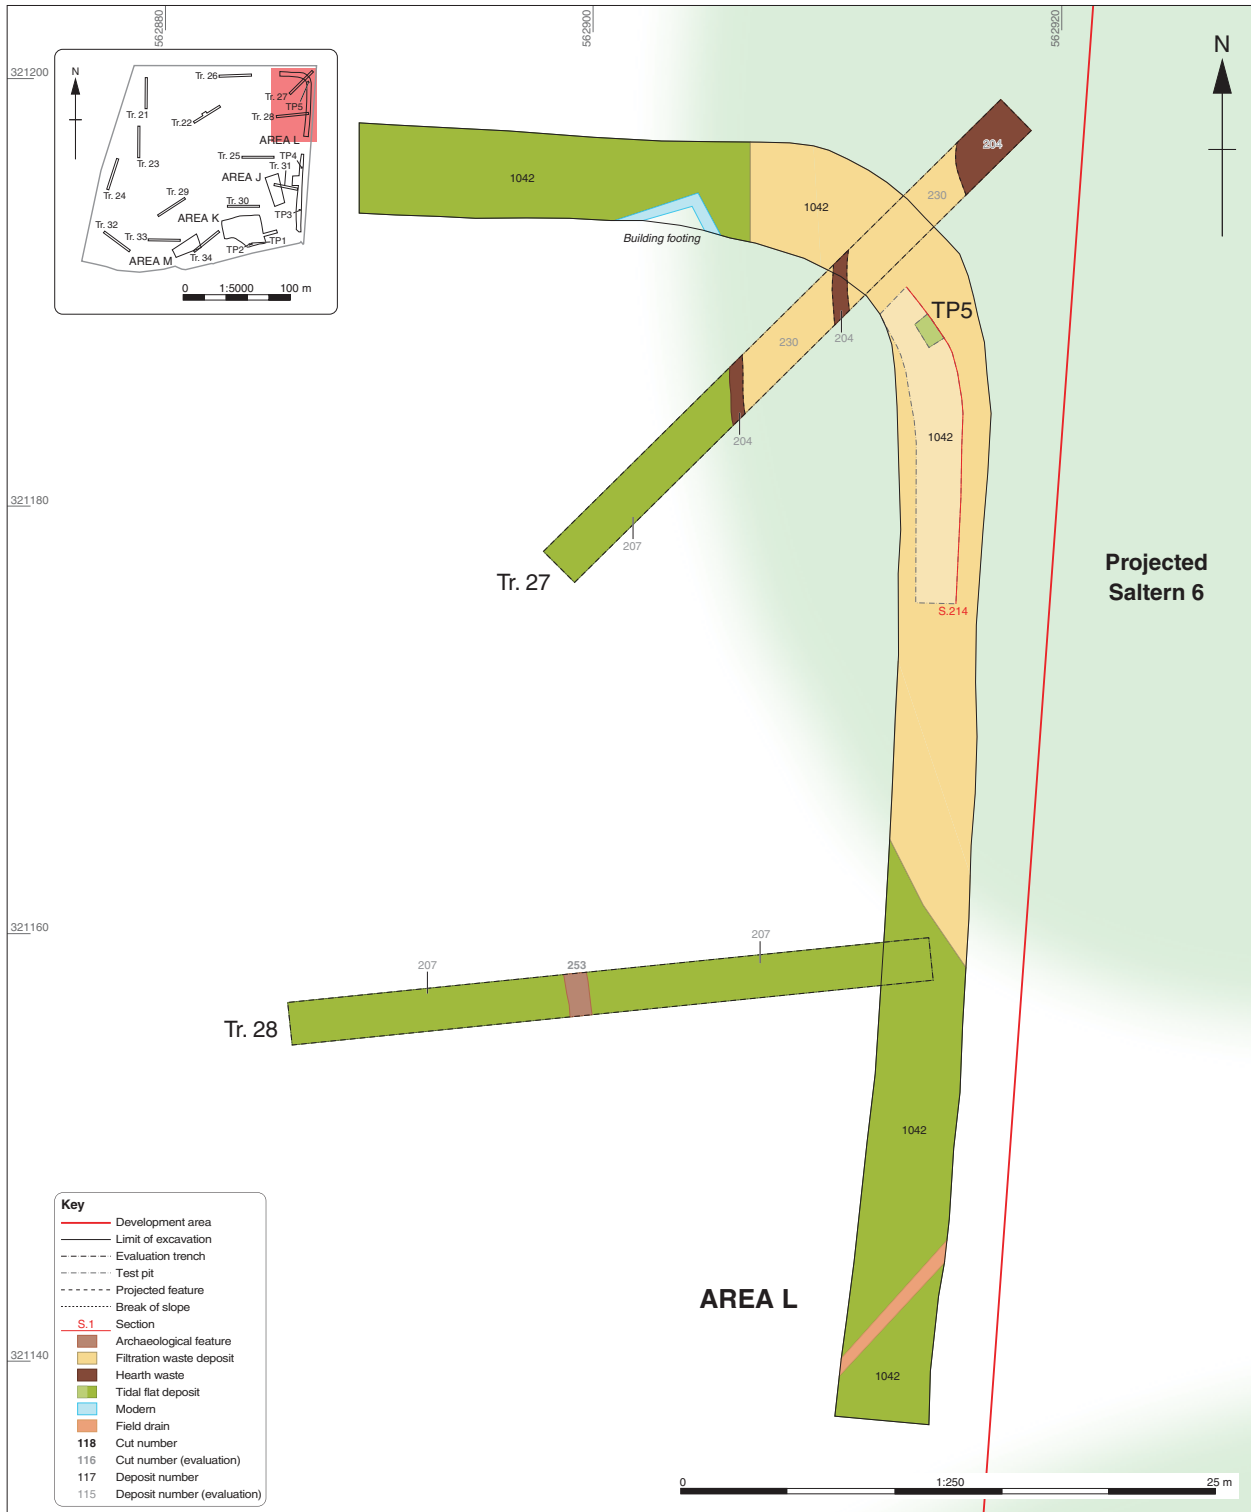 562880
562900
562920
321200
321180
321160
321140
N
Tr. 26
Tr. 27
TP5
Tr. 21
Tr.22
Tr. 28
AREA L
Tr. 23
Tr. 25
TP4
Tr. 31
AREA J
Tr. 24
Tr. 29
Tr. 30
AREA K
TP3
Tr. 32
Tr. 33
TP1
TP2
AREA M
Tr. 34
0 1:5000 100 m
N
204
1042
230
1042
Building footing
TP5
230
204
1042
204
207
Tr. 27
Projected
Saltern 6
S.214
207
207
253
Tr. 28
1042
AREA L
1042
Key
Development area
Limit of excavation
Evaluation trench
Test pit
Projected feature
Break of slope
S.1 Section
Archaeological feature
Filtration waste deposit
Hearth waste
Tidal flat deposit
Modern
Field drain
118 Cut number
116 Cut number (evaluation)
117 Deposit number
115 Deposit number (evaluation)
0 1:250 25 m